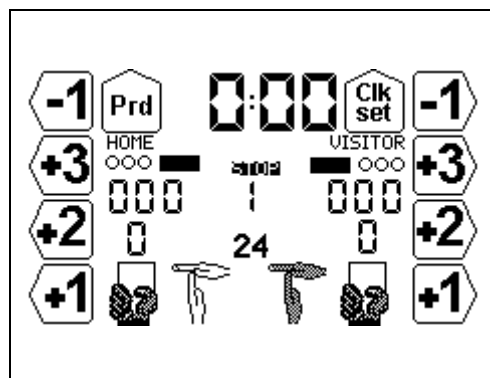 -1 Prd 0:00 Clk set -1
HOME VISITOR
+3 STOP +3
000 1 000
+2 0 24 0 +2
+1 +1